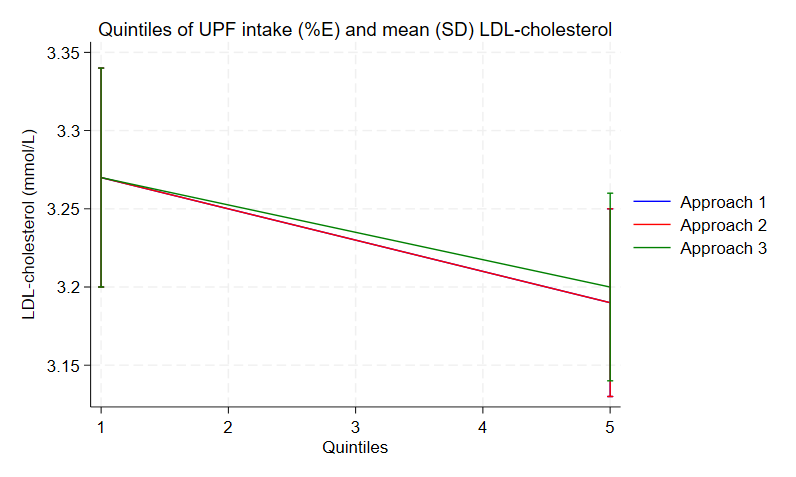 Quintiles of UPF intake (%E) and mean (SD) LDL-cholesterol
LDL-cholesterol (mmol/L)
3.35
3.3
3.25
3.2
3.15
1 2 3 4 5
Quintiles
Approach 1
Approach 2
Approach 3